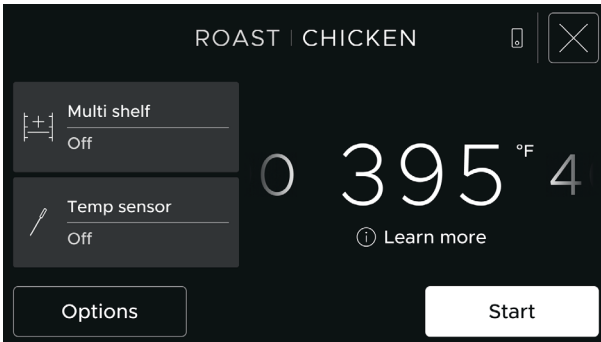 ROAST | CHICKEN
Multi shelf
Off
Temp sensor
Off
0 395 °F 4
Learn more
Options
Start